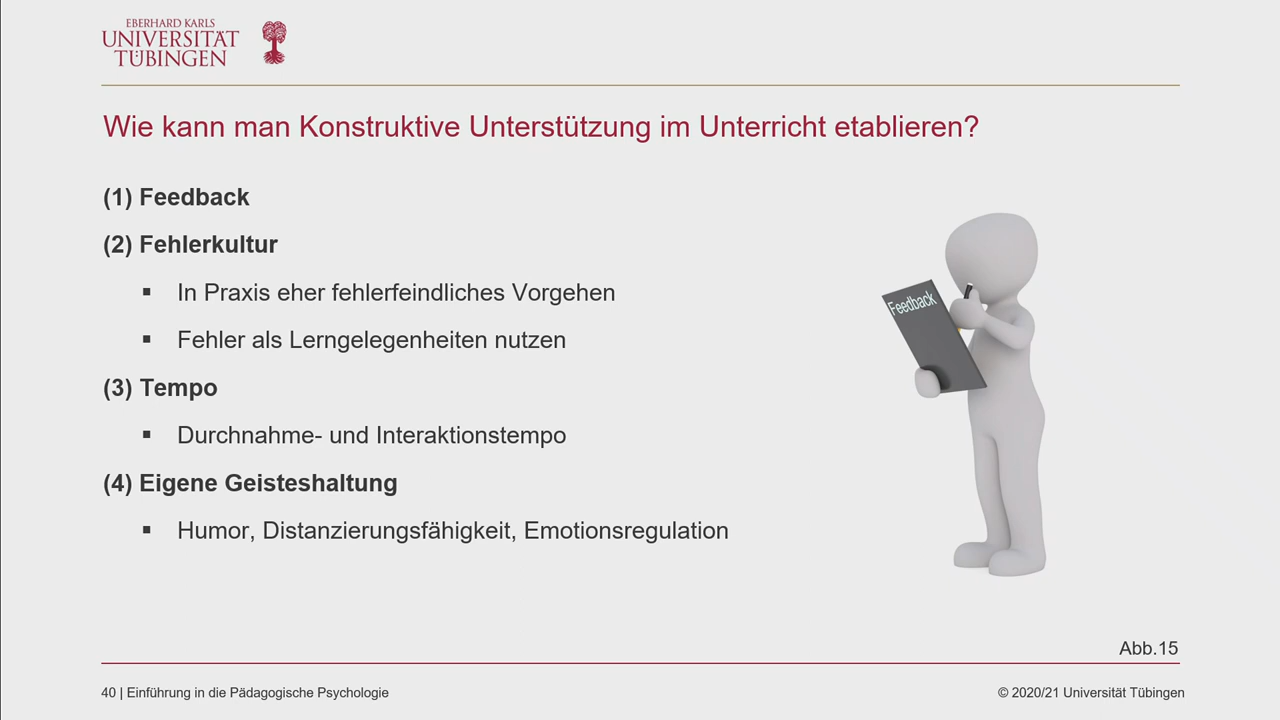 EBERHARD KARLS
UNIVERSITÄT
TÜBINGEN
Wie kann man Konstruktive Unterstützung im Unterricht etablieren?
(1) Feedback
(2) Fehlerkultur
▪ In Praxis eher fehlerfeindliches Vorgehen
▪ Fehler als Lerngelegenheiten nutzen
(3) Tempo
▪ Durchnahme- und Interaktionstempo
(4) Eigene Geisteshaltung
▪ Humor, Distanzierungsfähigkeit, Emotionsregulation
Feedback
Abb.15
40 | Einführung in die Pädagogische Psychologie
© 2020/21 Universität Tübingen